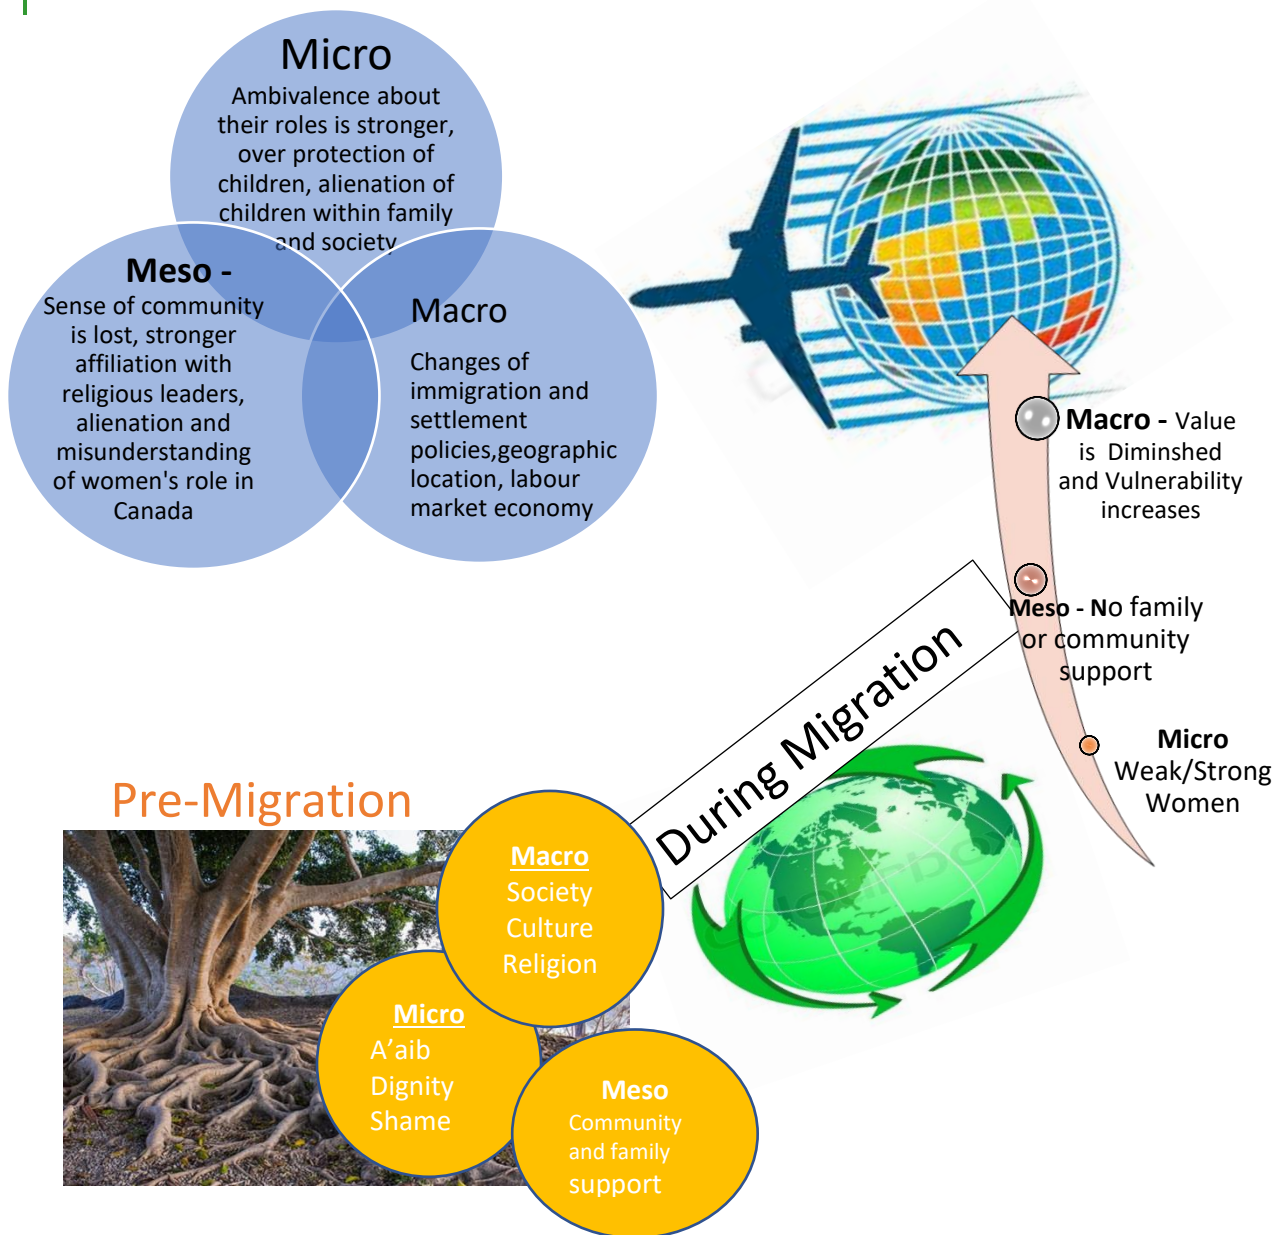 Micro
Ambivalence about
their roles is stronger,
over protection of
children, alienation of
children within family
and society
Meso -
Sense of community
is lost, stronger
affiliation with
religious leaders,
alienation and
misunderstanding
of women's role in
Canada
Macro
Changes of
immigration and
settlement
policies,geographic
location, labour
market economy
Macro - Value
is Diminshed
and Vulnerability
increases
Meso - No family
or community
support
Micro
Weak/Strong
Women
During Migration
Pre-Migration
Macro
Society
Culture
Religion
Micro
A’aib
Dignity
Shame
Meso
Community
and family
support